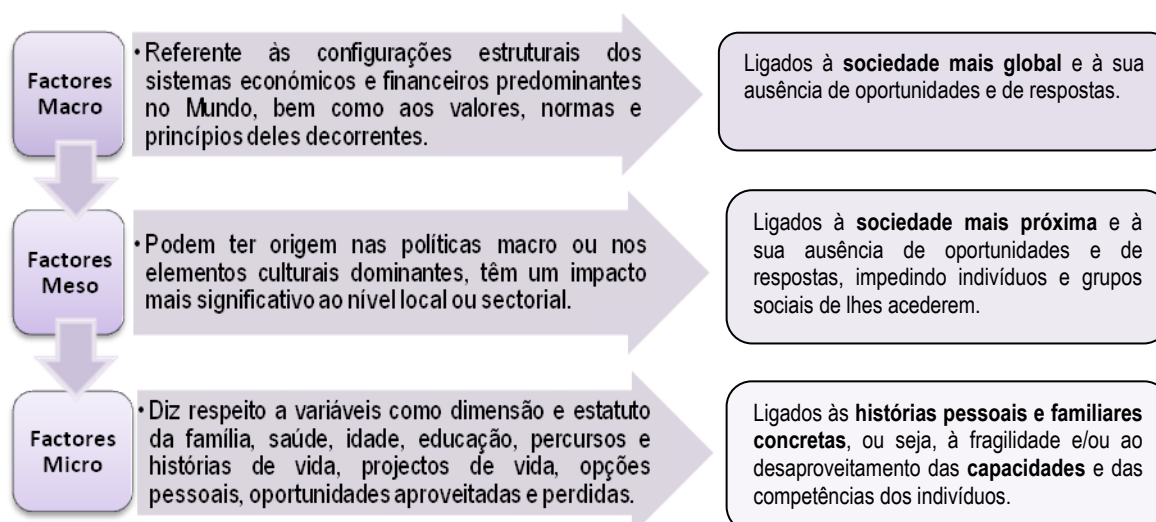 Factores
Macro
• Referente às configurações estruturais dos
sistemas económicos e financeiros predominantes
no Mundo, bem como aos valores, normas e
princípios deles decorrentes.
Ligados à sociedade mais global e à sua
ausência de oportunidades e de respostas.
Factores
Meso
• Podem ter origem nas políticas macro ou nos
elementos culturais dominantes, têm um impacto
mais significativo ao nível local ou sectorial.
Ligados à sociedade mais próxima e à
sua ausência de oportunidades e de
respostas, impedindo indivíduos e grupos
sociais de lhes acederem.
Factores
Micro
• Diz respeito a variáveis como dimensão e estatuto
da família, saúde, idade, educação, percursos e
histórias de vida, projectos de vida, opções
pessoais, oportunidades aproveitadas e perdidas.
Ligados às histórias pessoais e familiares
concretas, ou seja, à fragilidade e/ou ao
desaproveitamento das capacidades e das
competências dos indivíduos.